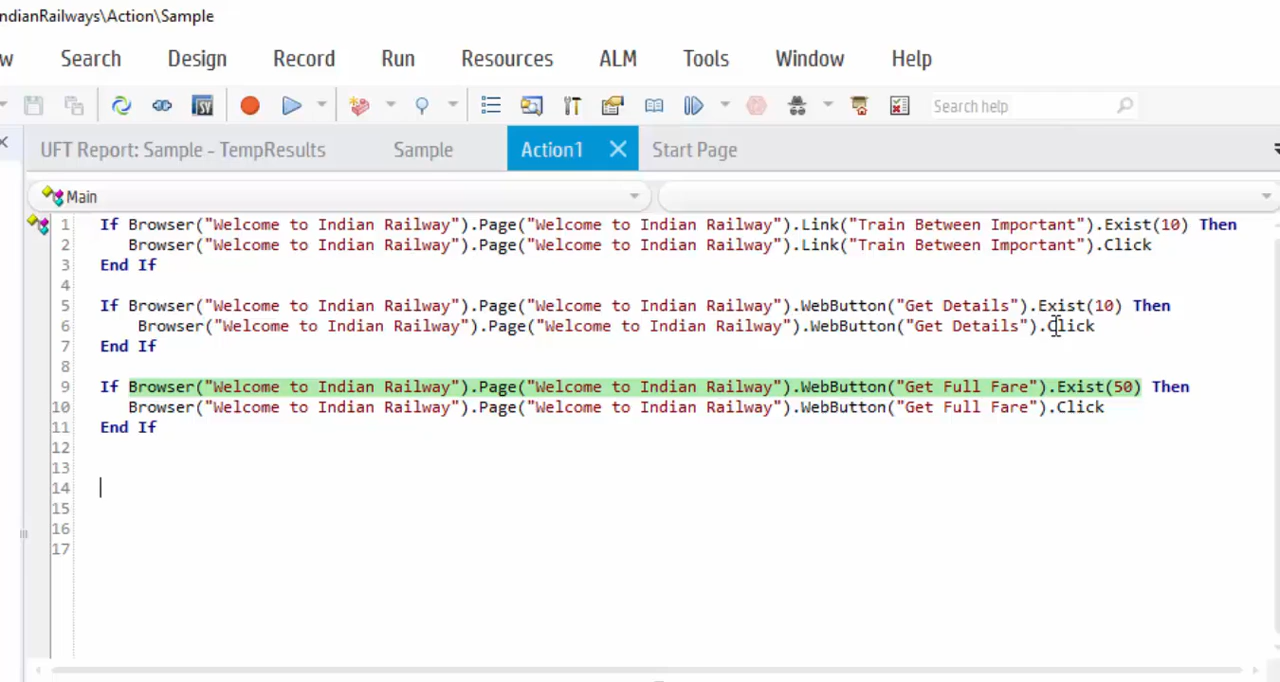 ndianRailways\Action\Sample
w Search Design Record Run Resources ALM Tools Window Help
SV Search help
UFT Report: Sample - TempResults Sample Action1 Start Page
Main
1 If Browser("Welcome to Indian Railway").Page("Welcome to Indian Railway").Link("Train Between Important").Exist(10) Then
2 Browser("Welcome to Indian Railway").Page("Welcome to Indian Railway").Link("Train Between Important").Click
3 End If
4
5 If Browser("Welcome to Indian Railway").Page("Welcome to Indian Railway").WebButton("Get Details").Exist(10) Then
6 Browser("Welcome to Indian Railway").Page("Welcome to Indian Railway").WebButton("Get Details").Click
7 End If
8
9 If Browser("Welcome to Indian Railway").Page("Welcome to Indian Railway").WebButton("Get Full Fare").Exist(50) Then
10 Browser("Welcome to Indian Railway").Page("Welcome to Indian Railway").WebButton("Get Full Fare").Click
11 End If
12
13
14
15
16
17